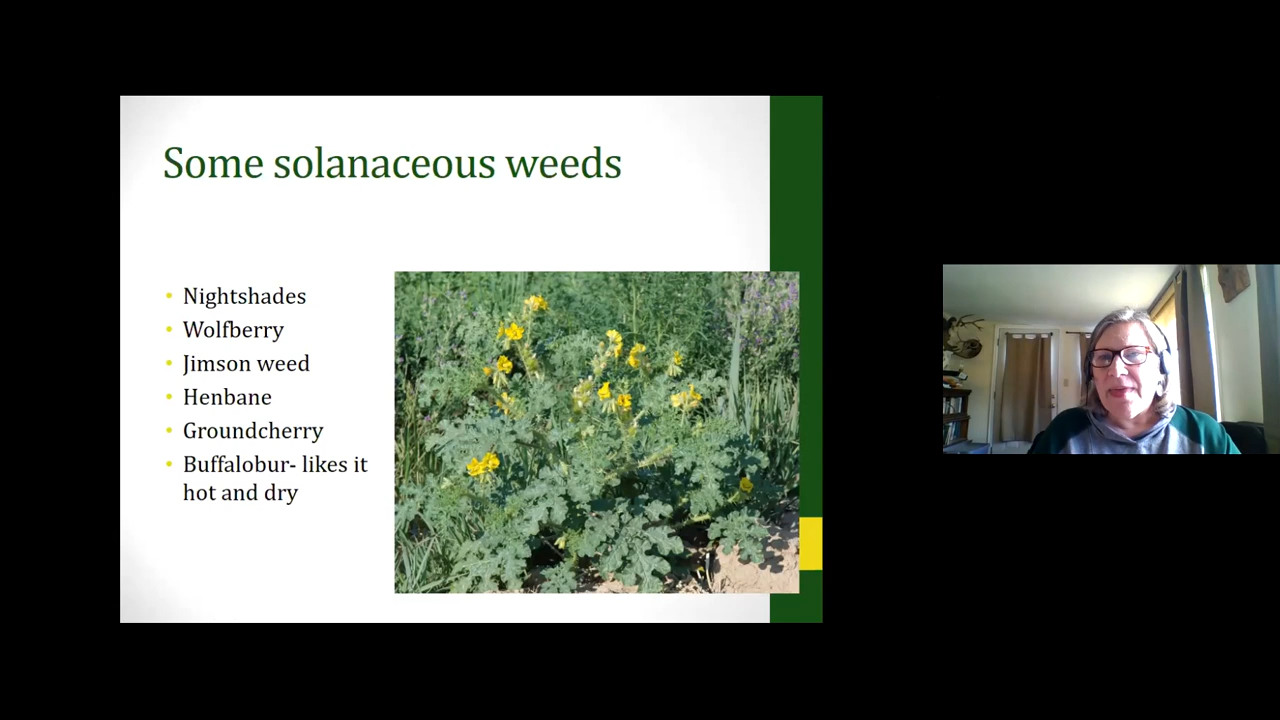 Some solanaceous weeds
Nightshades
Wolfberry
Jimson weed
Henbane
Groundcherry
Buffalobur- likes it
hot and dry